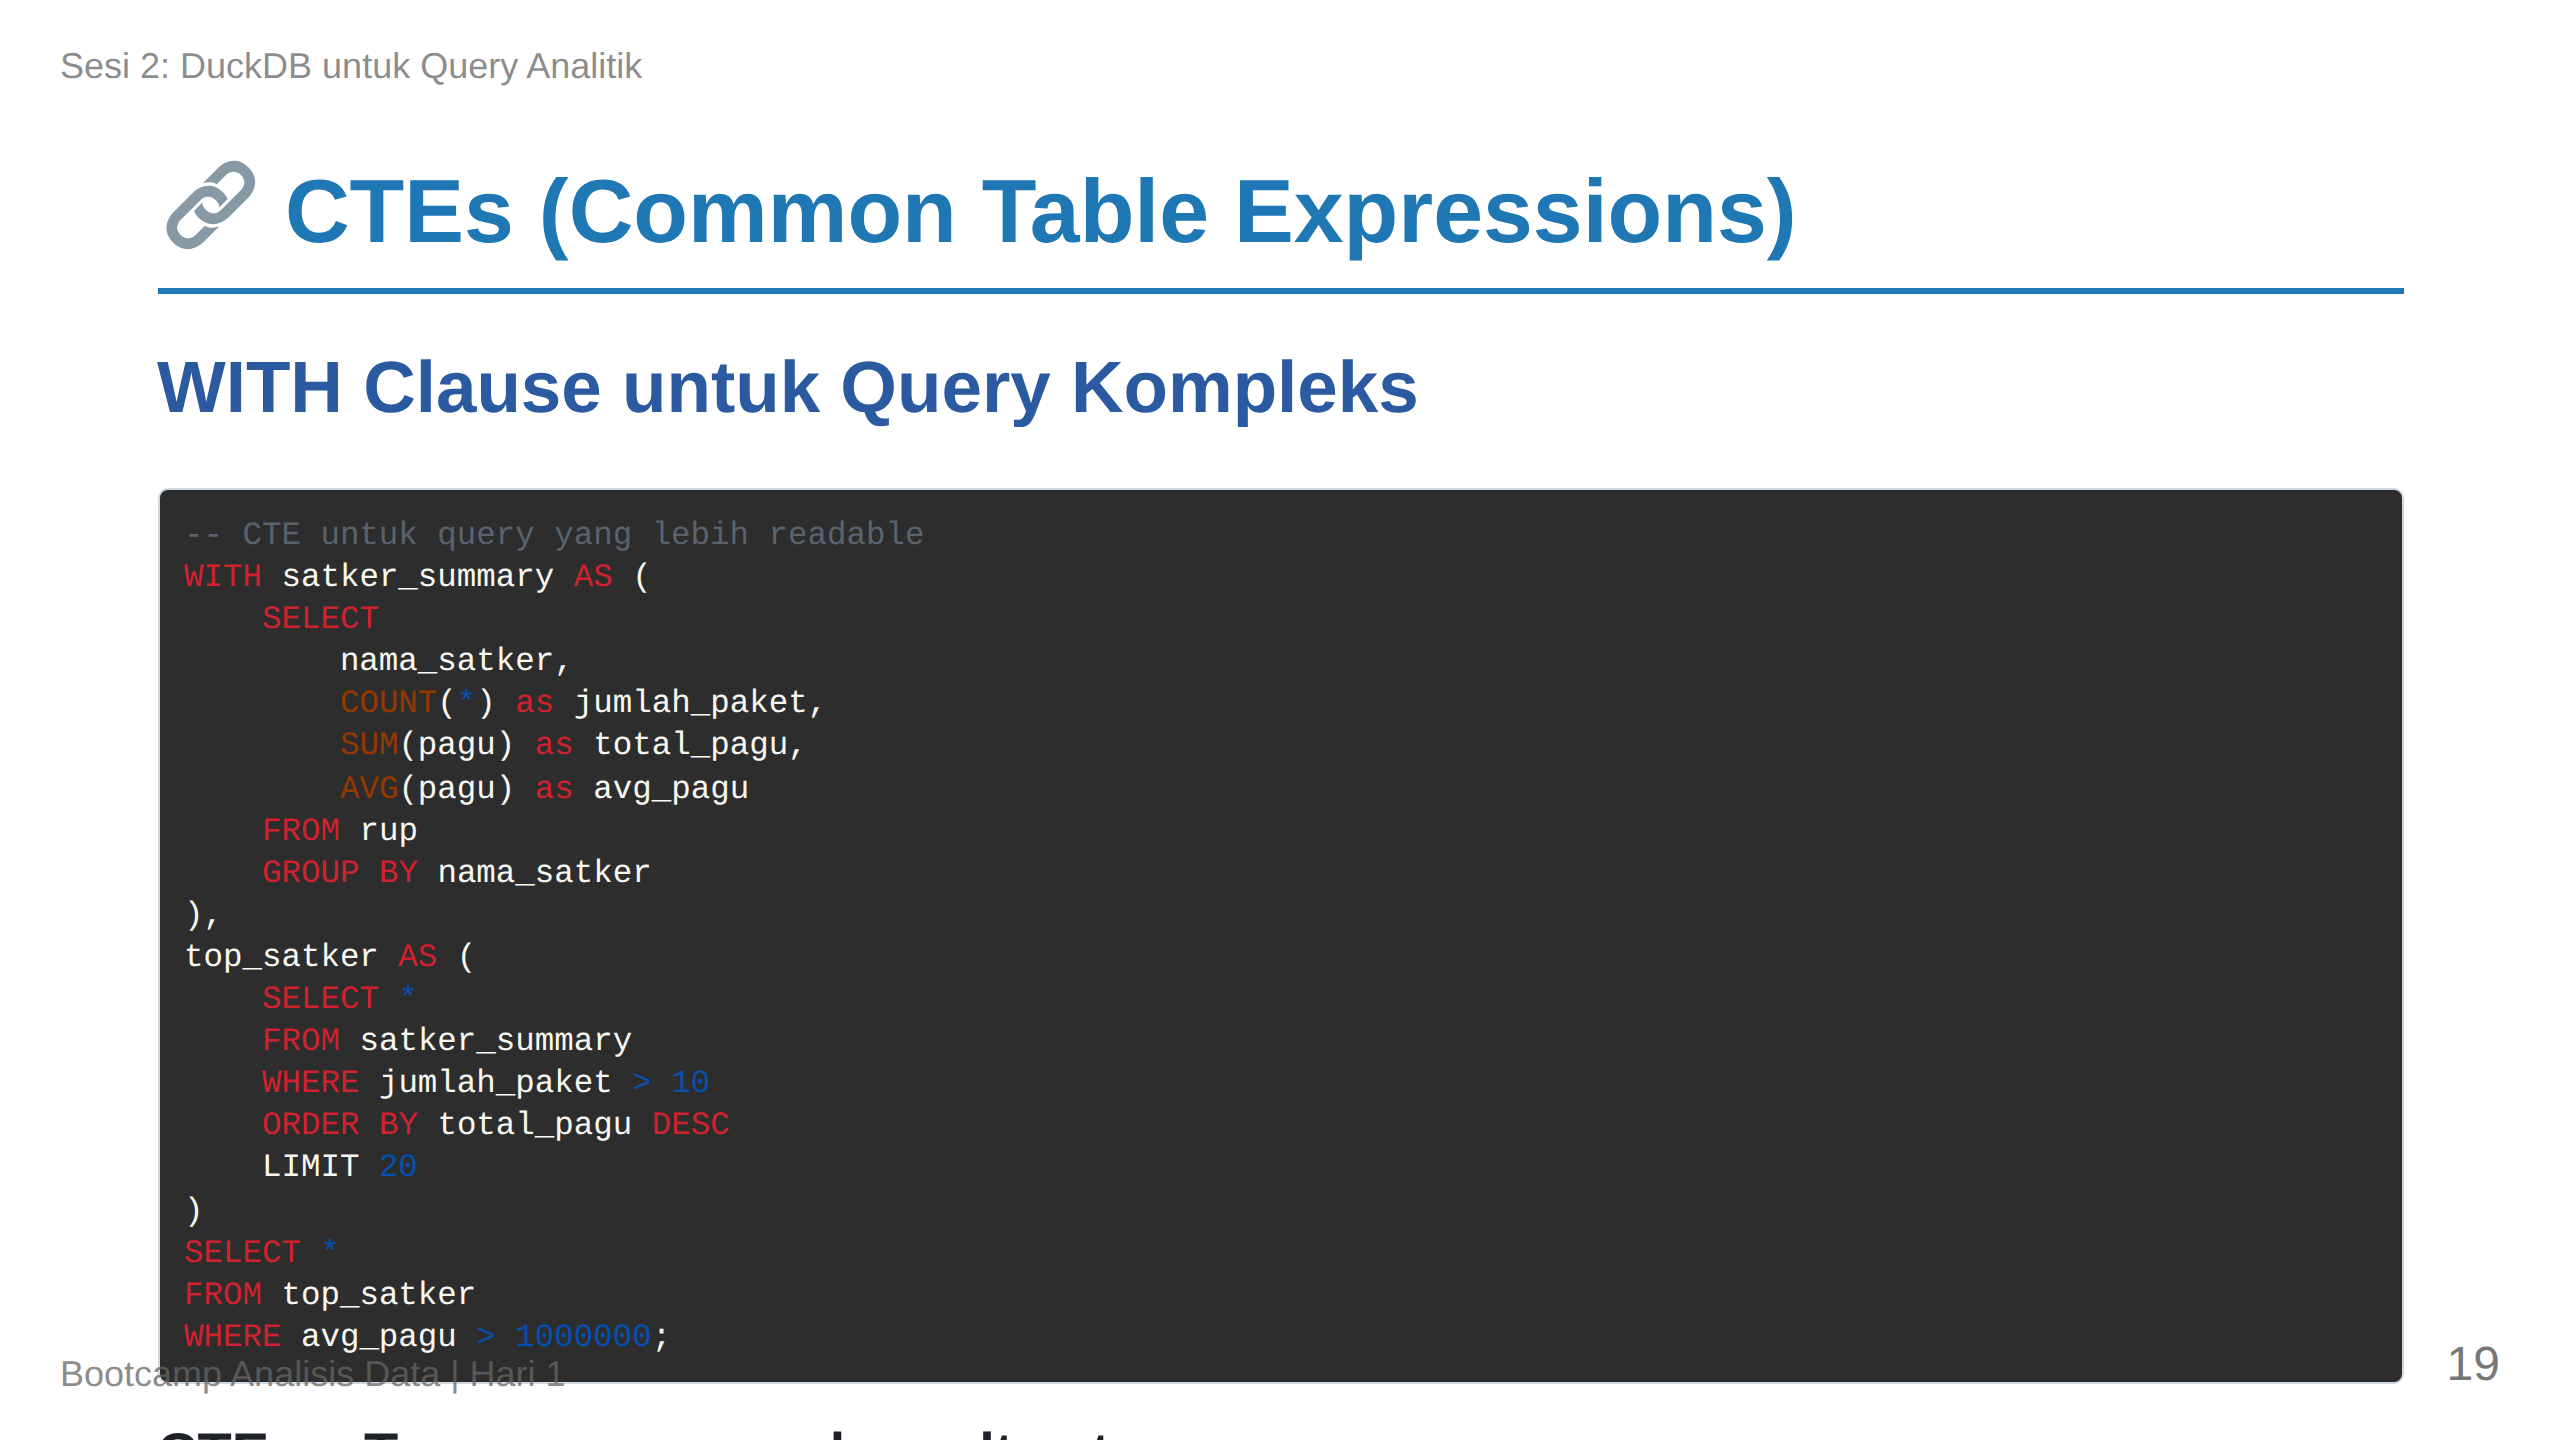 Sesi 2: DuckDB untuk Query Analitik
🔗 CTEs (Common Table Expressions)
WITH Clause untuk Query Kompleks
-- CTE untuk query yang lebih readable
WITH satker_summary AS (
    SELECT
        nama_satker,
        COUNT(*) as jumlah_paket,
        SUM(pagu) as total_pagu,
        AVG(pagu) as avg_pagu
    FROM rup
    GROUP BY nama_satker
),
top_satker AS (
    SELECT *
    FROM satker_summary
    WHERE jumlah_paket > 10
    ORDER BY total_pagu DESC
    LIMIT 20
)
SELECT *
FROM top_satker
WHERE avg_pagu > 1000000;
Bootcamp Analisis Data | Hari 1
19